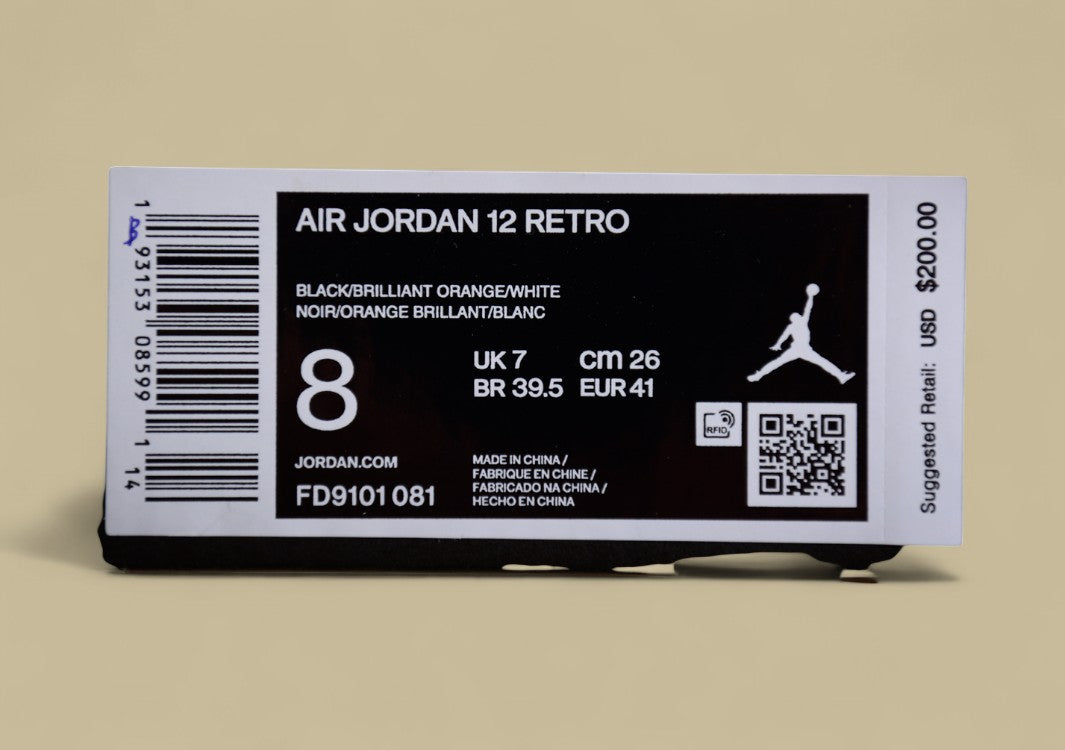 AIR JORDAN 12 RETRO
BLACK/BRILLIANT ORANGE/WHITE
NOIR/ORANGE BRILLANT/BLANC
8
UK 7 cm 26
BR 39.5 EUR 41
JORDAN.COM
FD9101 081
MADE IN CHINA /
FABRIQUE EN CHINE /
FABRICADO NA CHINA /
HECHO EN CHINA
RFID
1 93153 08599 1 14
Suggested Retail: USD $200.00